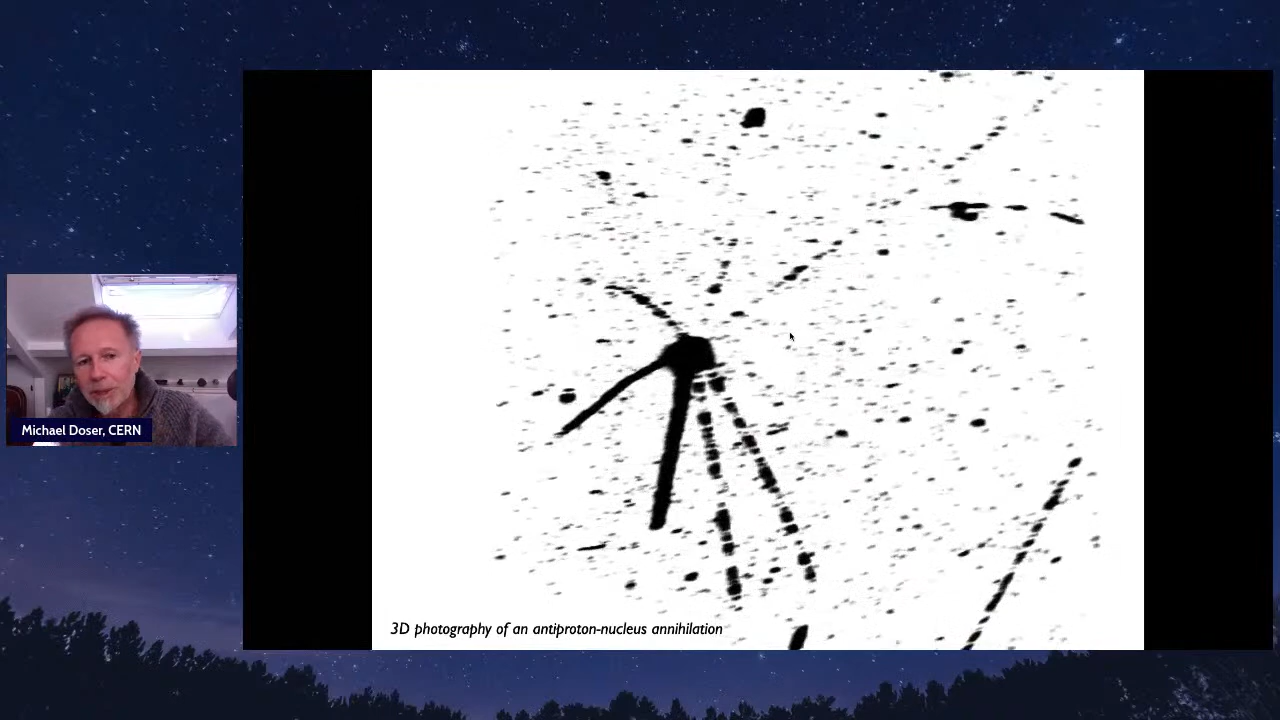 Michael Doser, CERN
3D photography of an antiproton-nucleus annihilation